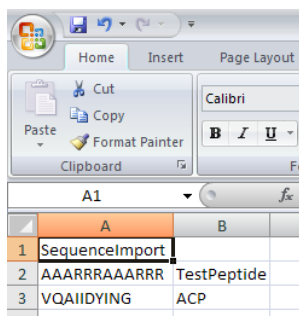 Home Insert Page Layout
Cut
Calibri
Copy
Paste
Format Painter
B I U
Clipboard
A1 fx
A B
1 SequenceImport
2 AAARRRAAARRR TestPeptide
3 VQAIIDYING ACP